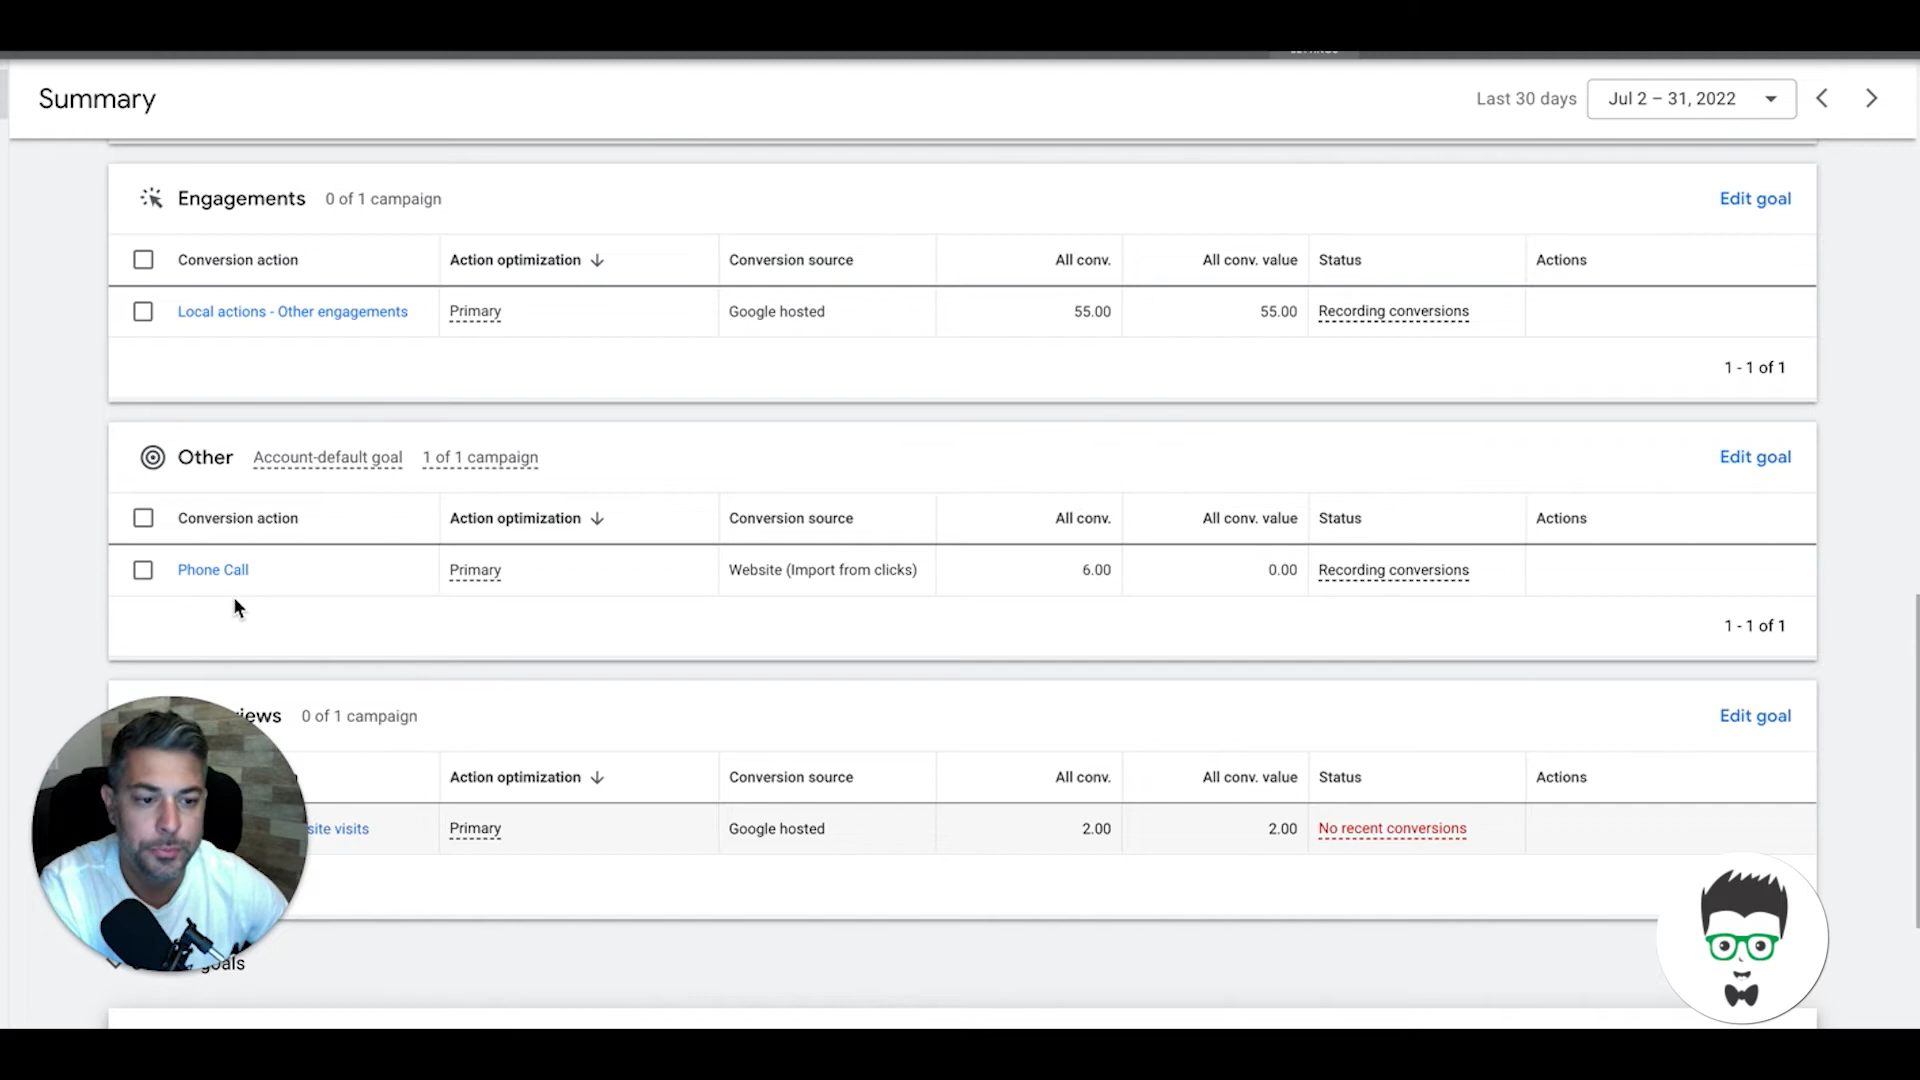 Summary
Last 30 days Jul 2 – 31, 2022
Engagements 0 of 1 campaign Edit goal
Conversion action Action optimization Conversion source All conv. All conv. value Status Actions
Local actions - Other engagements Primary Google hosted 55.00 55.00 Recording conversions
1 - 1 of 1
Other Account-default goal 1 of 1 campaign Edit goal
Conversion action Action optimization Conversion source All conv. All conv. value Status Actions
Phone Call Primary Website (Import from clicks) 6.00 0.00 Recording conversions
1 - 1 of 1
0 of 1 campaign Edit goal
Action optimization Conversion source All conv. All conv. value Status Actions
site visits Primary Google hosted 2.00 2.00 No recent conversions
goals